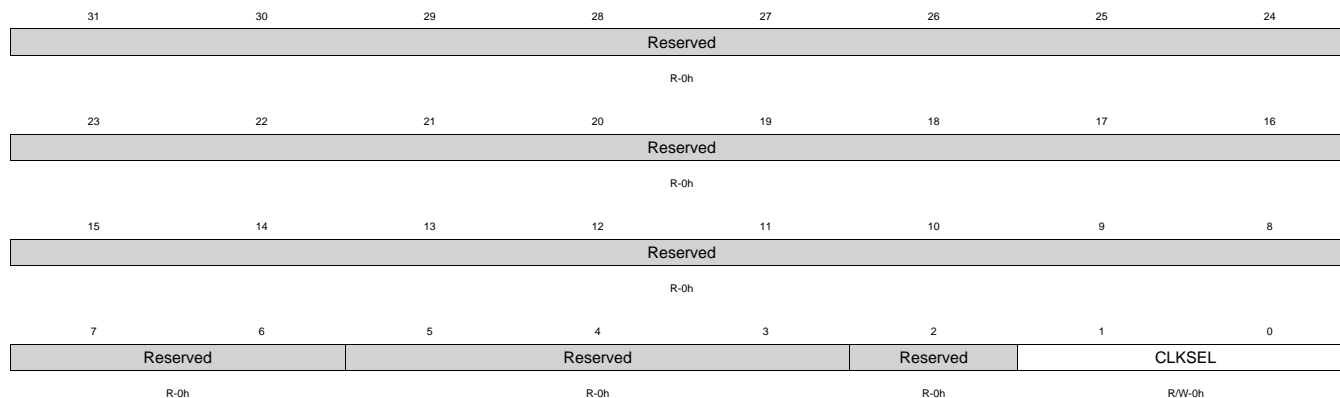 31 30 29 28 27 26 25 24
Reserved
R-0h
23 22 21 20 19 18 17 16
Reserved
R-0h
15 14 13 12 11 10 9 8
Reserved
R-0h
7 6 5 4 3 2 1 0
Reserved Reserved Reserved CLKSEL
R-0h R-0h R-0h R/W-0h